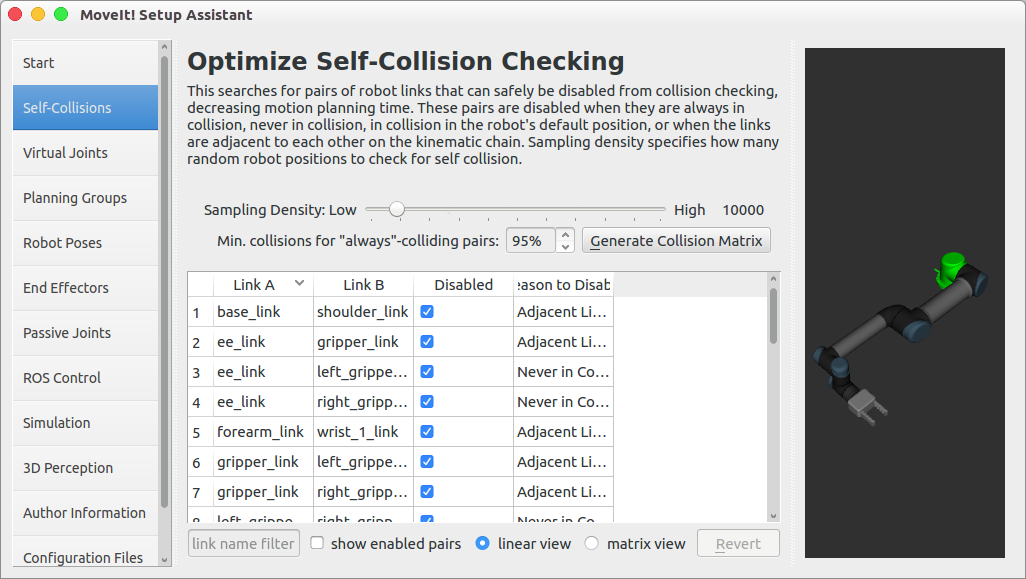 MoveIt! Setup Assistant
Start
Self-Collisions
Virtual Joints
Planning Groups
Robot Poses
End Effectors
Passive Joints
ROS Control
Simulation
3D Perception
Author Information
Configuration Files
Optimize Self-Collision Checking
This searches for pairs of robot links that can safely be disabled from collision checking,
decreasing motion planning time. These pairs are disabled when they are always in
collision, never in collision, in collision in the robot's default position, or when the links
are adjacent to each other on the kinematic chain. Sampling density specifies how many
random robot positions to check for self collision.
Sampling Density: Low High 10000
Min. collisions for "always"-colliding pairs: 95% Generate Collision Matrix
Link A Link B Disabled eason to Disab
1 base_link shoulder_link Adjacent Li...
2 ee_link gripper_link Adjacent Li...
3 ee_link left_grippe... Never in Co...
4 ee_link right_gripp... Never in Co...
5 forearm_link wrist_1_link Adjacent Li...
6 gripper_link left_grippe... Adjacent Li...
7 gripper_link right_gripp... Adjacent Li...
8 left_grippe... right_gripp... Never in Co...
link name filter show enabled pairs linear view matrix view Revert